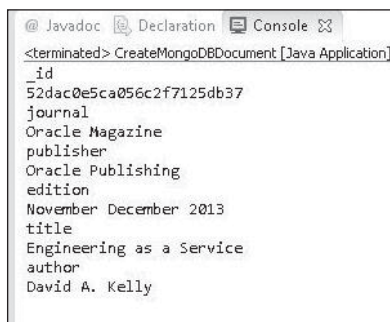 @ Javadoc Declaration Console
<terminated> CreateMongoDBDocument [Java Application]
_id
52dac0e5ca056c2f7125db37
journal
Oracle Magazine
publisher
Oracle Publishing
edition
November December 2013
title
Engineering as a Service
author
David A. Kelly